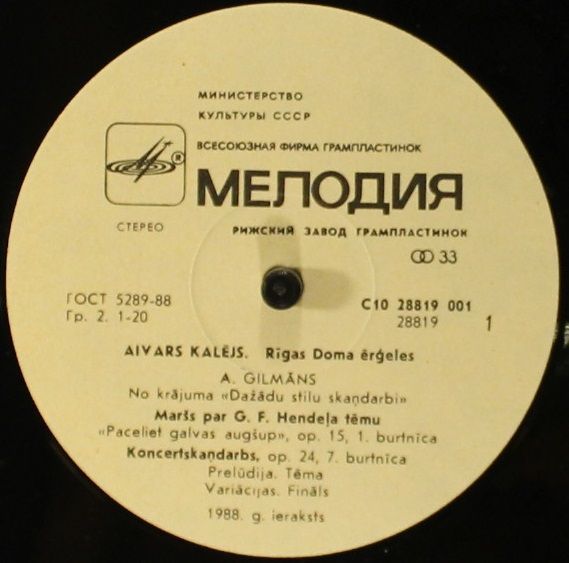 МИНИСТЕРСТВО
КУЛЬТУРЫ СССР
ВСЕСОЮЗНАЯ ФИРМА ГРАМПЛАСТИНОК
®
МЕЛОДИЯ
СТЕРЕО
РИЖСКИЙ ЗАВОД ГРАМПЛАСТИНОК
33
ГОСТ 5289-88
Гр. 2. 1-20
С10 28819 001
28819
1
AIVARS KALĒJS. Rīgas Doma ērģeles
A. GILMĀNS
No krājuma «Dažādu stilu skaņdarbi»
Maršs par G. F. Hendeļa tēmu
«Paceliet galvas augšup», op. 15, 1. burtnīca
Koncertskaņdarbs, op. 24, 7. burtnīca
Prelūdija. Tēma
Variācijas. Fināls
1988. g. ieraksts